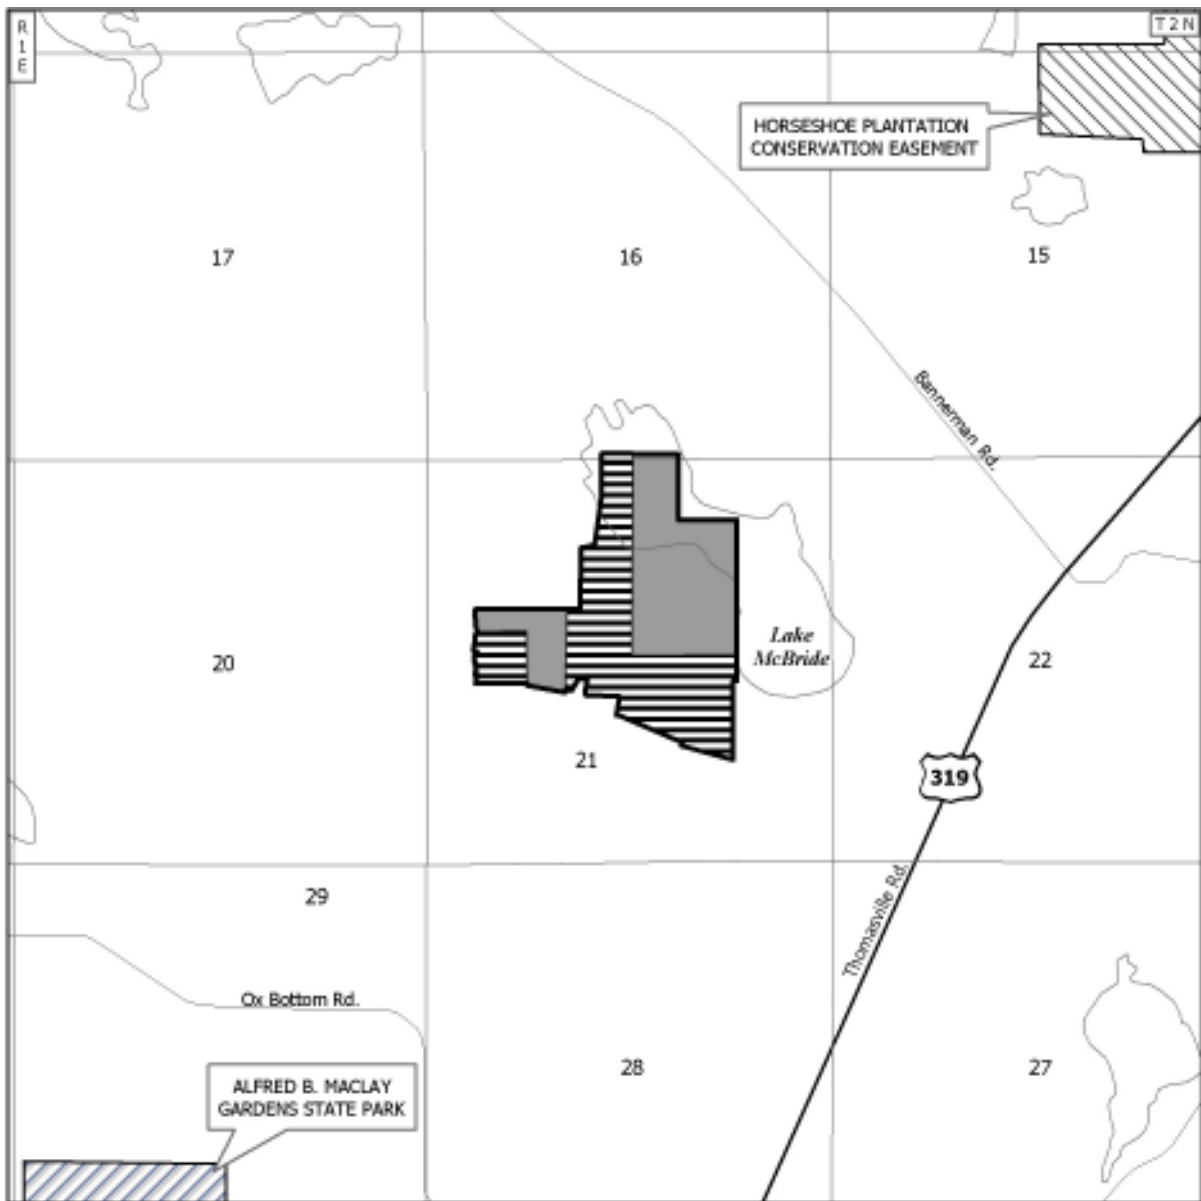 R
1
E
T 2 N
HORSESHOE PLANTATION
CONSERVATION EASEMENT
17
16
15
Bannerman Rd.
Lake
McBride
20
22
21
319
29
Thomasville Rd.
Ox Bottom Rd.
28
27
ALFRED B. MACLAY
GARDENS STATE PARK